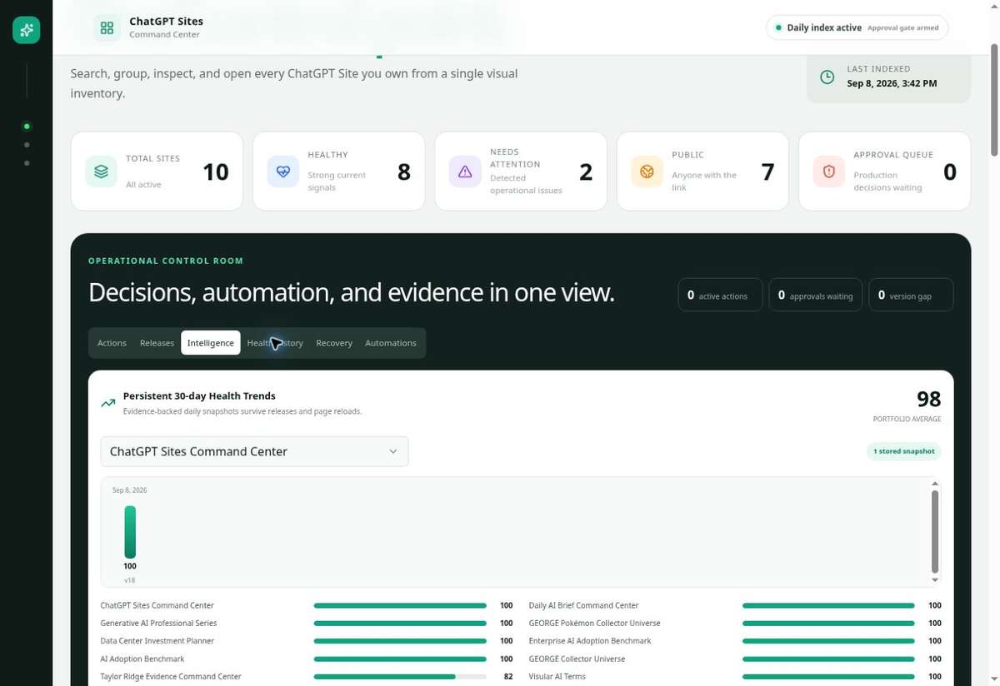 ChatGPT Sites
Command Center
Daily index active Approval gate armed
Search, group, inspect, and open every ChatGPT Site you own from a single visual
inventory.
LAST INDEXED
Sep 8, 2026, 3:42 PM
TOTAL SITES
All active
10
HEALTHY
Strong current
signals
8
NEEDS
ATTENTION
Detected
operational issues
2
PUBLIC
Anyone with the
link
7
APPROVAL QUEUE
Production
decisions waiting
0
OPERATIONAL CONTROL ROOM
Decisions, automation, and evidence in one view.
0 active actions
0 approvals waiting
0 version gap
Actions Releases Intelligence Health Recovery Automations
Persistent 30-day Health Trends
Evidence-backed daily snapshots survive releases and page reloads.
98
PORTFOLIO AVERAGE
ChatGPT Sites Command Center
1 stored snapshot
Sep 8, 2026
100
v18
ChatGPT Sites Command Center 100
Daily AI Brief Command Center 100
Generative AI Professional Series 100
GEORGE Pokémon Collector Universe 100
Data Center Investment Planner 100
Enterprise AI Adoption Benchmark 100
AI Adoption Benchmark 100
GEORGE Collector Universe 100
Taylor Ridge Evidence Command Center 82
Visular AI Terms 100